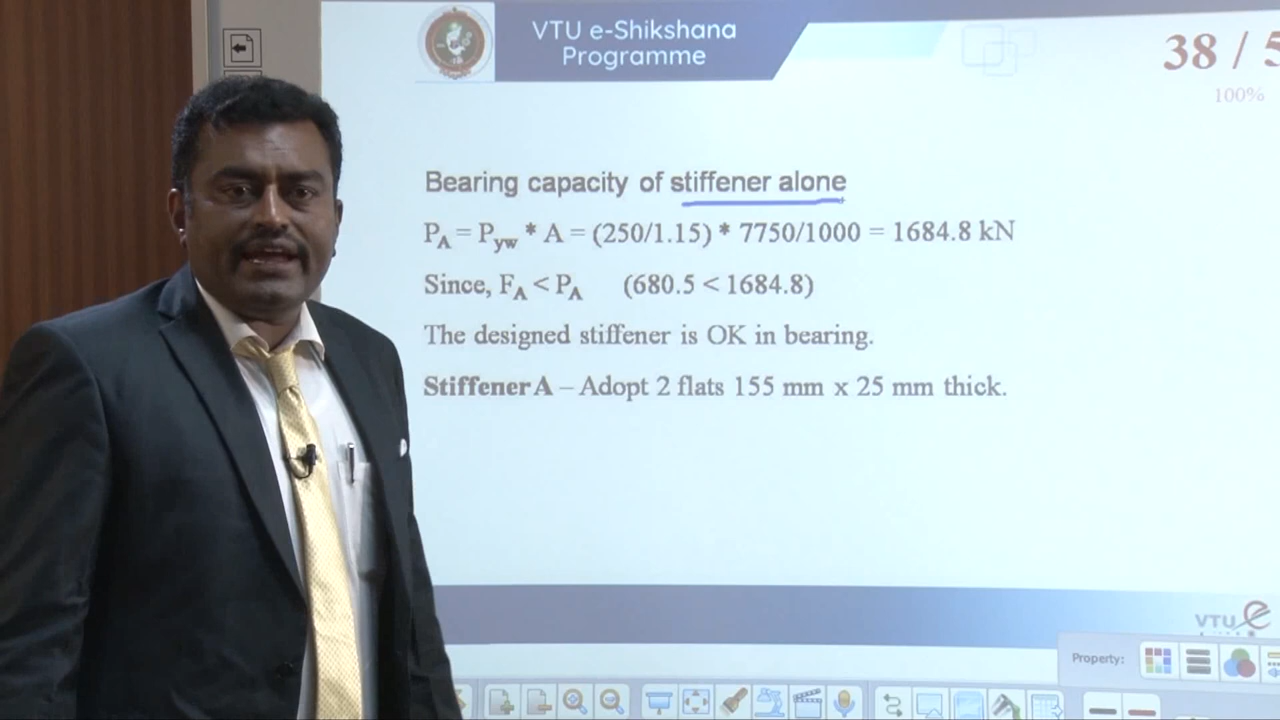 VTU e-Shikshana
Programme
38 / 5
100%
Bearing capacity of stiffener alone
PA = Pyw * A = (250/1.15) * 7750/1000 = 1684.8 kN
Since, FA < PA (680.5 < 1684.8)
The designed stiffener is OK in bearing.
Stiffener A – Adopt 2 flats 155 mm x 25 mm thick.
VTU e
Property: